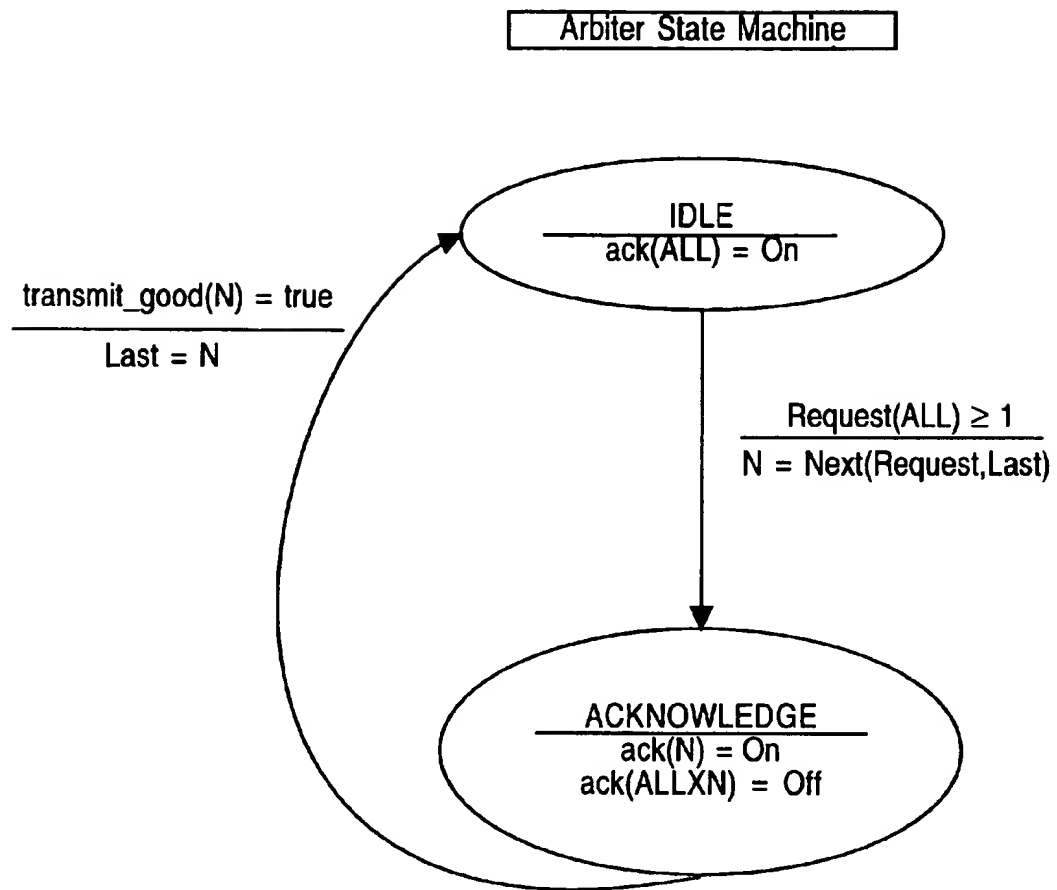 Arbiter State Machine
IDLE
ack(ALL) = On
transmit_good(N) = true
Last = N
Request(ALL) ≥ 1
N = Next(Request,Last)
ACKNOWLEDGE
ack(N) = On
ack(ALLXN) = Off